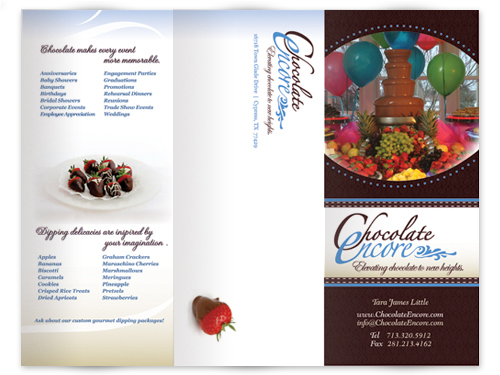 Chocolate makes every event
more memorable.
Anniversaries
Baby Showers
Banquets
Birthdays
Bridal Showers
Corporate Events
Employee Appreciation
Engagement Parties
Graduations
Promotions
Rehearsal Dinners
Reunions
Trade Show Events
Weddings
Dipping delicacies are inspired by
your imagination.
Apples
Bananas
Biscotti
Caramels
Cookies
Crisped Rice Treats
Dried Apricots
Graham Crackers
Maraschino Cherries
Marshmallows
Meringues
Pineapple
Pretzels
Strawberries
Ask about our custom gourmet dipping packages!
Chocolate
encore
Elevating chocolate to new heights.
Town Glade Drive | Cypress, TX
Chocolate
encore
Elevating chocolate to new heights.
Tara James Little
www.ChocolateEncore.com
info@ChocolateEncore.com
Tel 713.320.5912
Fax 281.213.4162